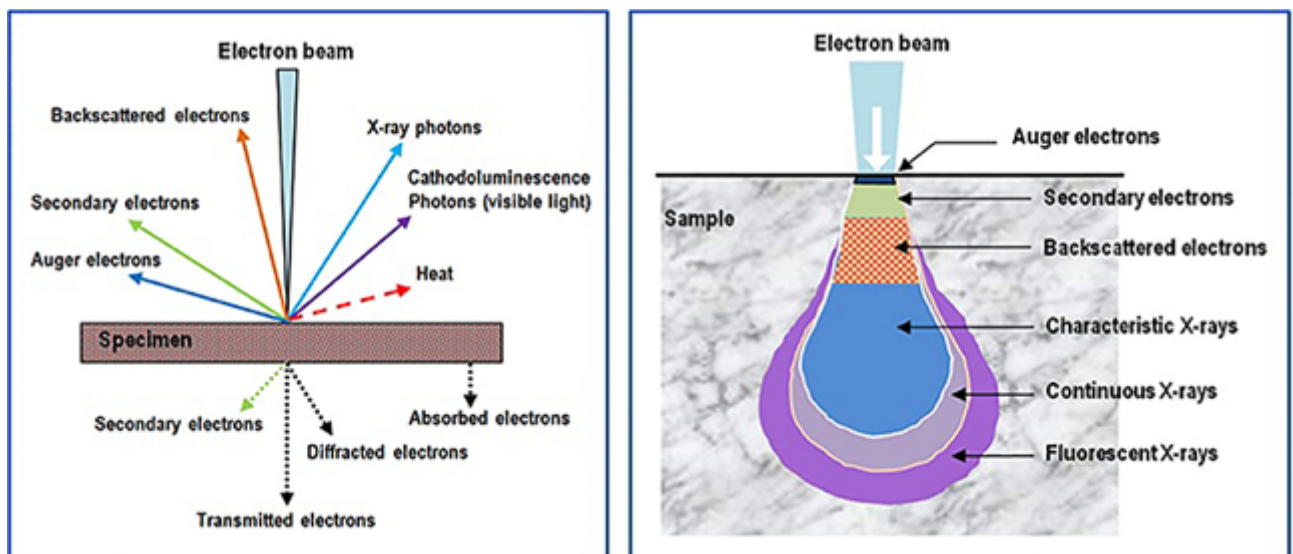 Electron beam
Backscattered electrons
X-ray photons
Cathodoluminescence
Photons (visible light)
Secondary electrons
Auger electrons
Heat
Specimen
Secondary electrons
Absorbed electrons
Diffracted electrons
Transmitted electrons
Electron beam
Auger electrons
Sample
Secondary electrons
Backscattered electrons
Characteristic X-rays
Continuous X-rays
Fluorescent X-rays